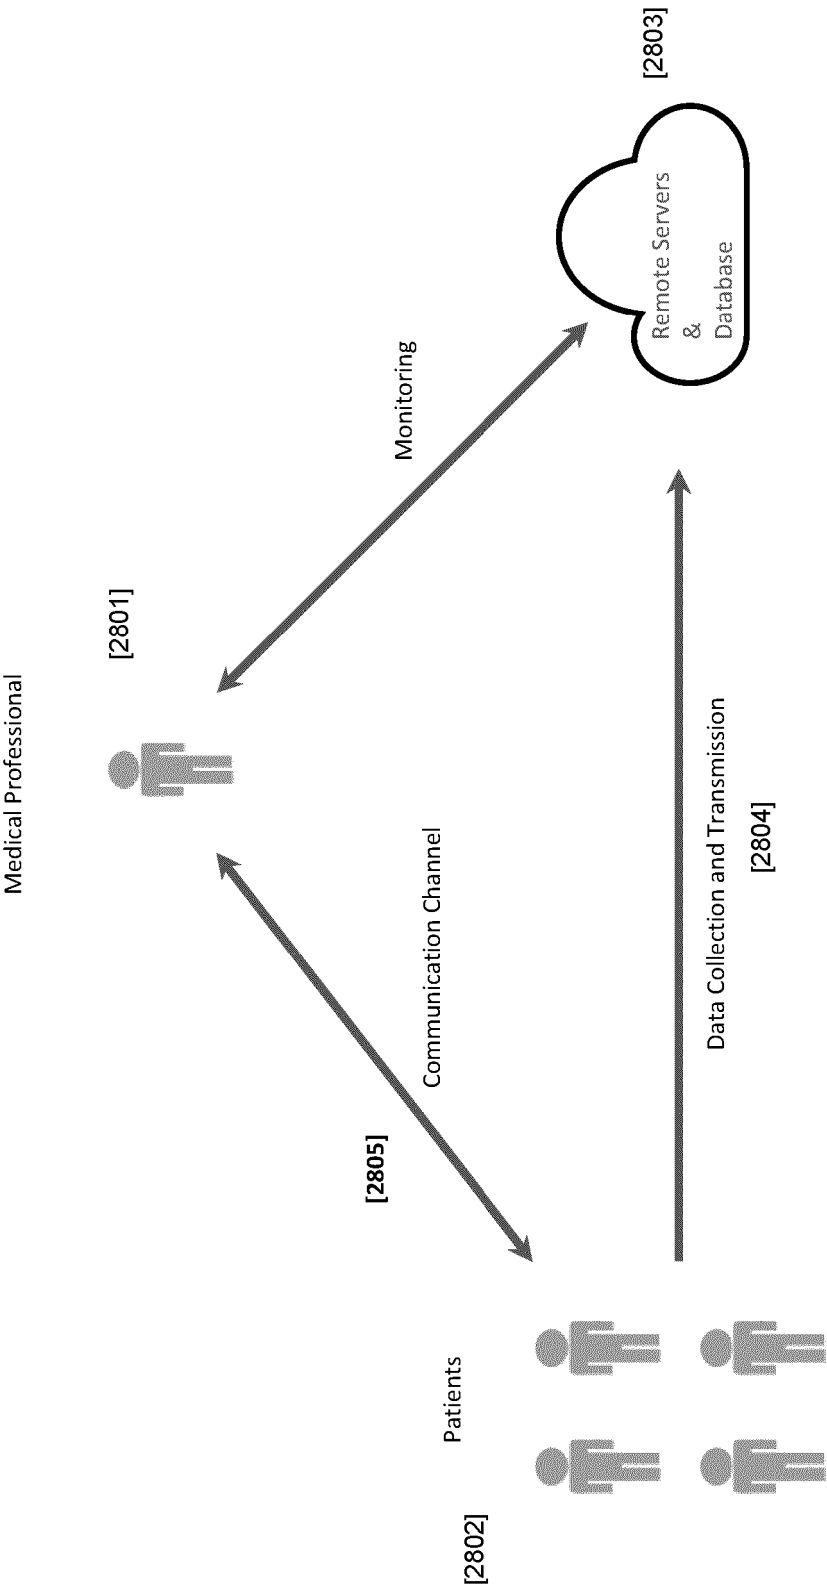 Medical Professional
[2801]
Monitoring
[2803]
Remote Servers
&
Database
[2805]
Communication Channel
Patients
[2802]
Data Collection and Transmission
[2804]